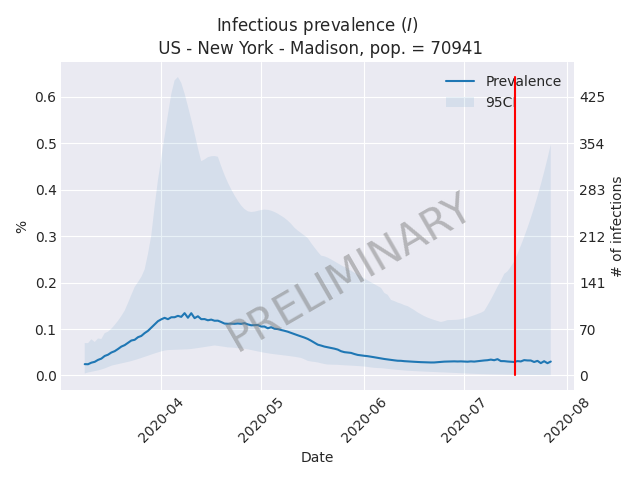 Infectious prevalence (I)
US - New York - Madison, pop. = 70941
Prevalence
95CI
0.6
0.5
0.4
0.3
0.2
0.1
0.0
%
425
354
283
212
141
70
0
# of infections
PRELIMINARY
2020-04
2020-05
2020-06
2020-07
2020-08
Date